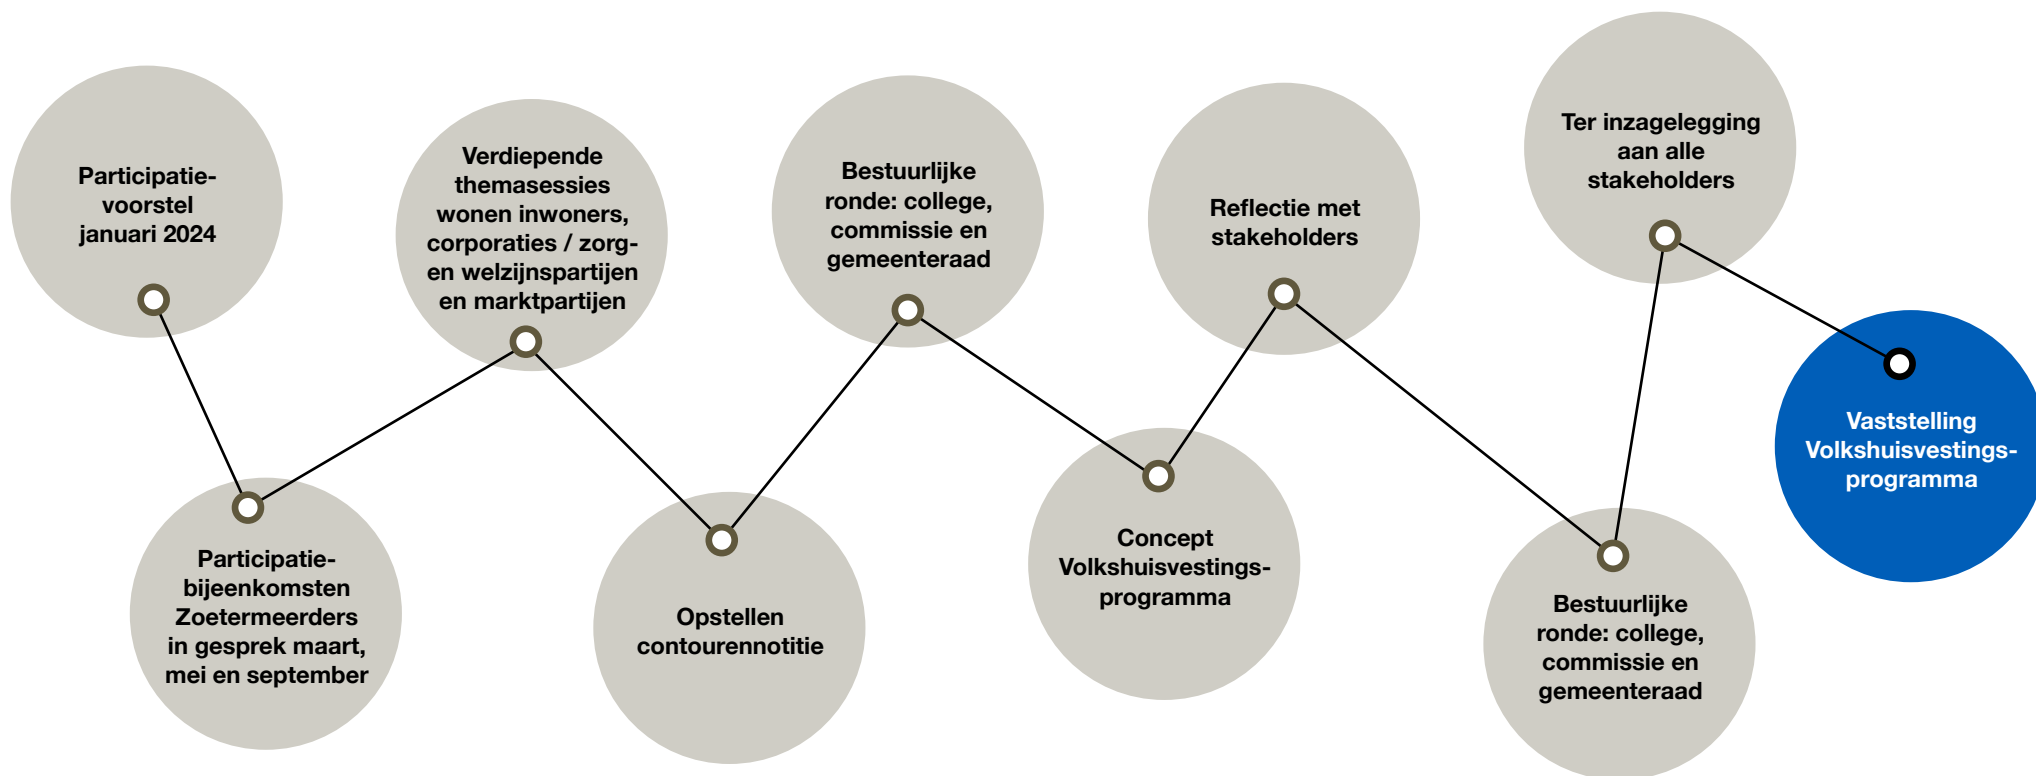 Participatie-
voorstel
januari 2024
Participatie-
bijeenkomsten
Zoetermeerders
in gesprek maart,
mei en september
Verdiepende
themasessies
wonen inwoners,
corporaties / zorg-
en welzijnspartijen
en marktpartijen
Opstellen
contourennotitie
Bestuurlijke
ronde: college,
commissie en
gemeenteraad
Concept
Volkshuisvestings-
programma
Reflectie met
stakeholders
Bestuurlijke
ronde: college,
commissie en
gemeenteraad
Ter inzagelegging
aan alle
stakeholders
Vaststelling
Volkshuisvestings-
programma